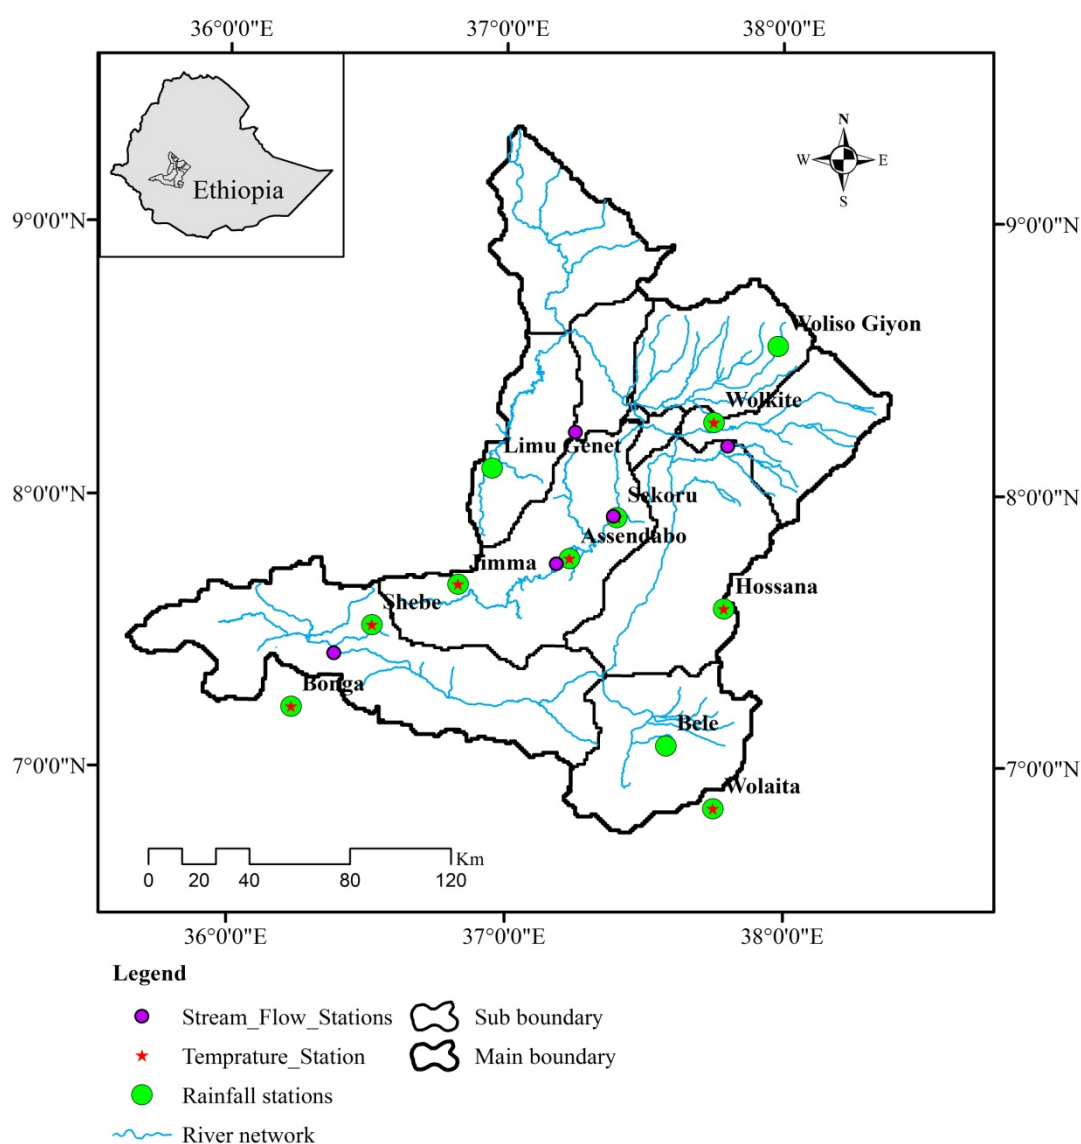 36°0'0"E 37°0'0"E 38°0'0"E
Ethiopia
N
W E
S
9°0'0"N 9°0'0"N
Woliso Giyon
Wolkite
Limu Genet
8°0'0"N 8°0'0"N
Sekoru
Assendabo
Jimma
Hossana
Shebe
Bonga
Bele
7°0'0"N 7°0'0"N
Wolaita
Km
0 20 40 80 120
36°0'0"E 37°0'0"E 38°0'0"E
Legend
Stream_Flow_Stations Sub boundary
Temprature_Station Main boundary
Rainfall stations
River network